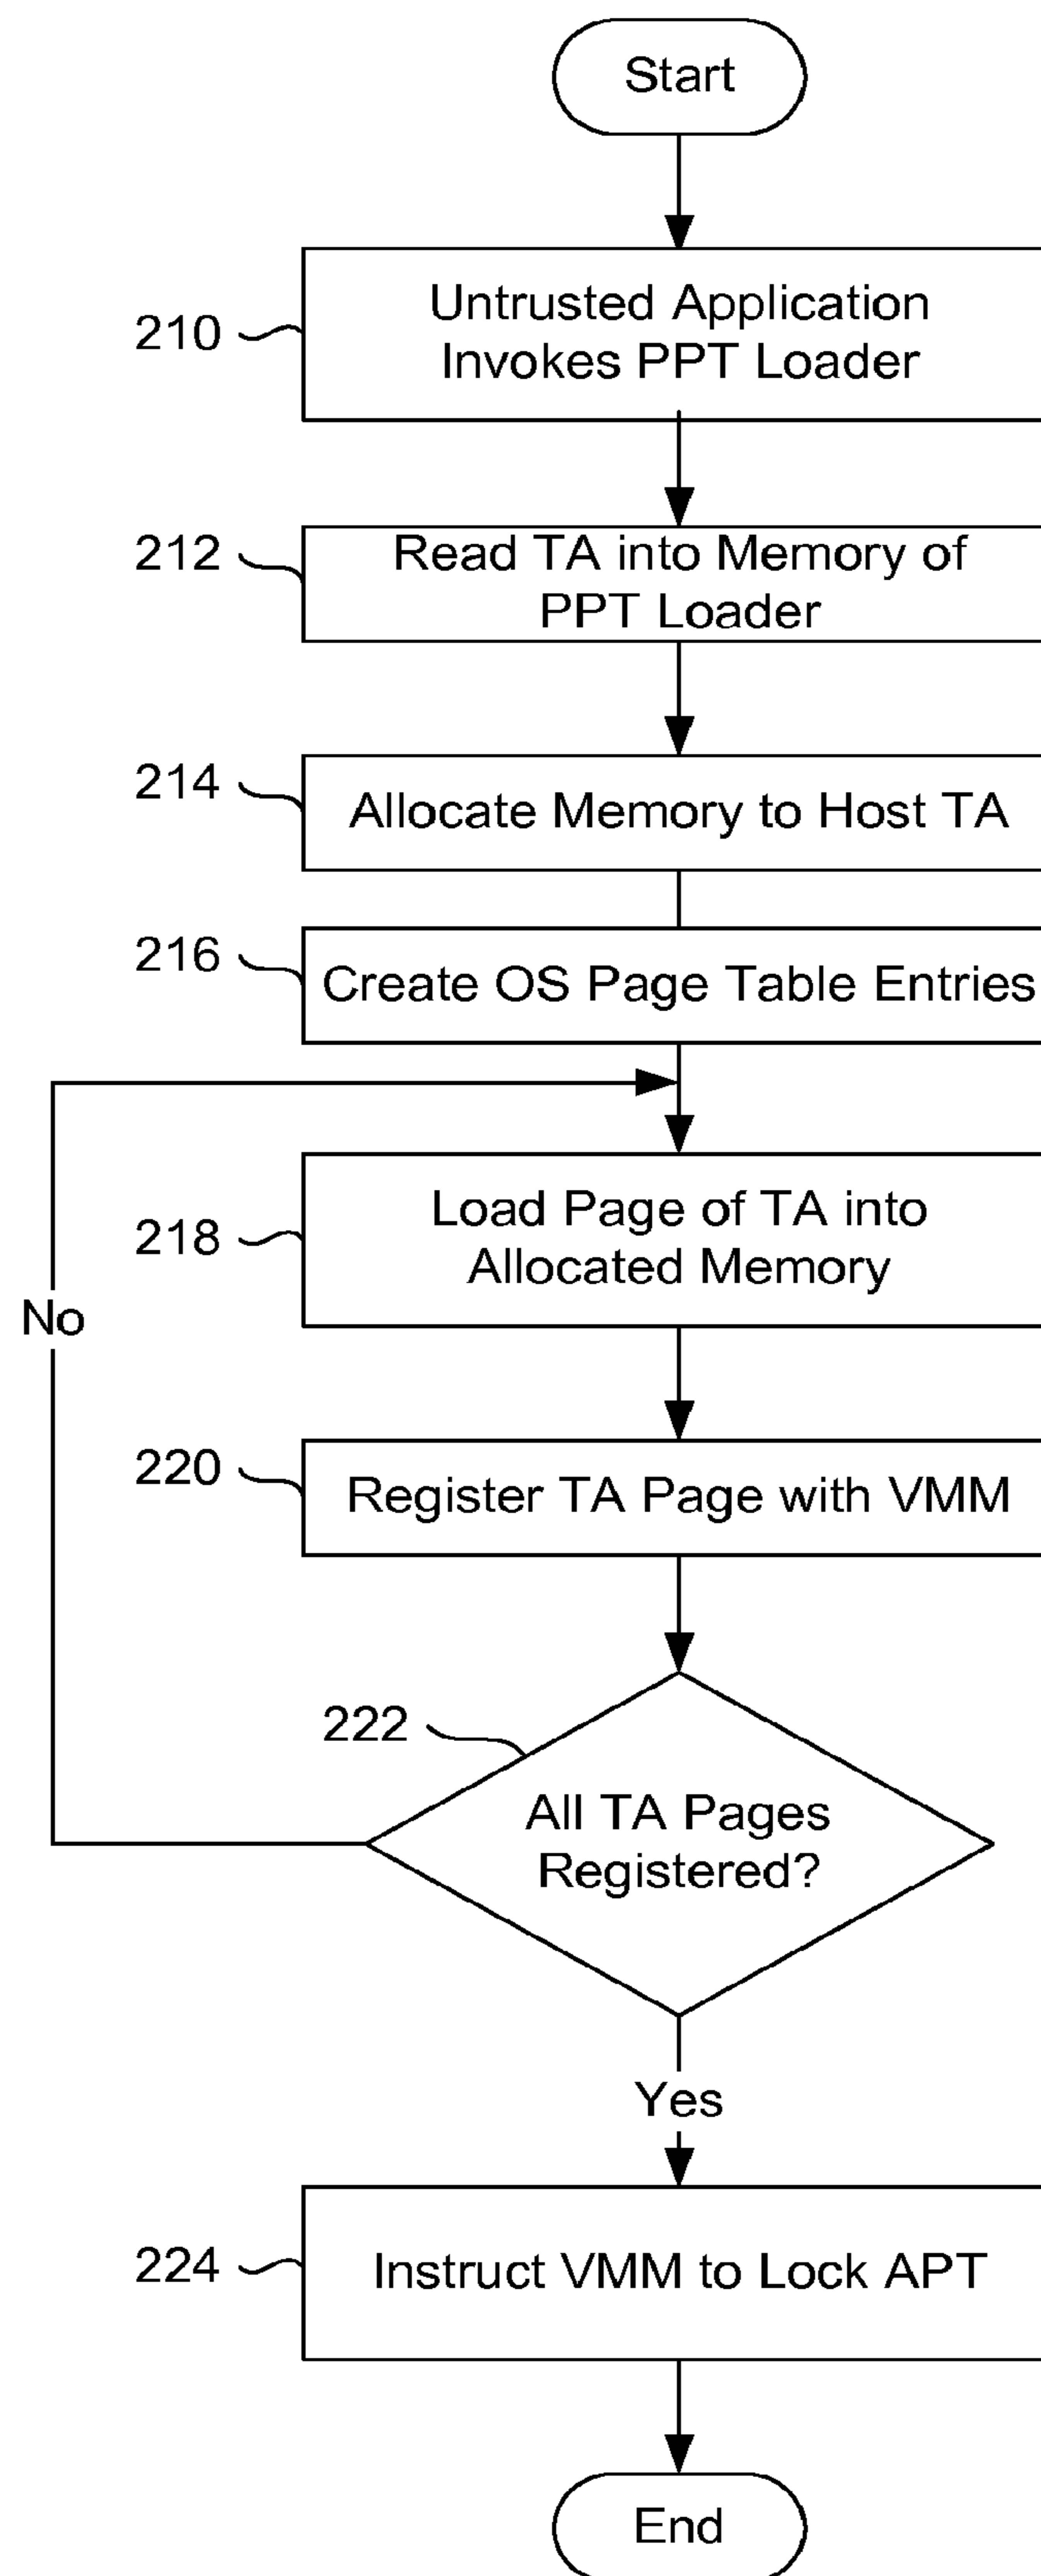 Start
210
Untrusted Application
Invokes PPT Loader
212
Read TA into Memory of
PPT Loader
214
Allocate Memory to Host TA
216
Create OS Page Table Entries
218
Load Page of TA into
Allocated Memory
No
220
Register TA Page with VMM
222
All TA Pages
Registered?
Yes
224
Instruct VMM to Lock APT
End